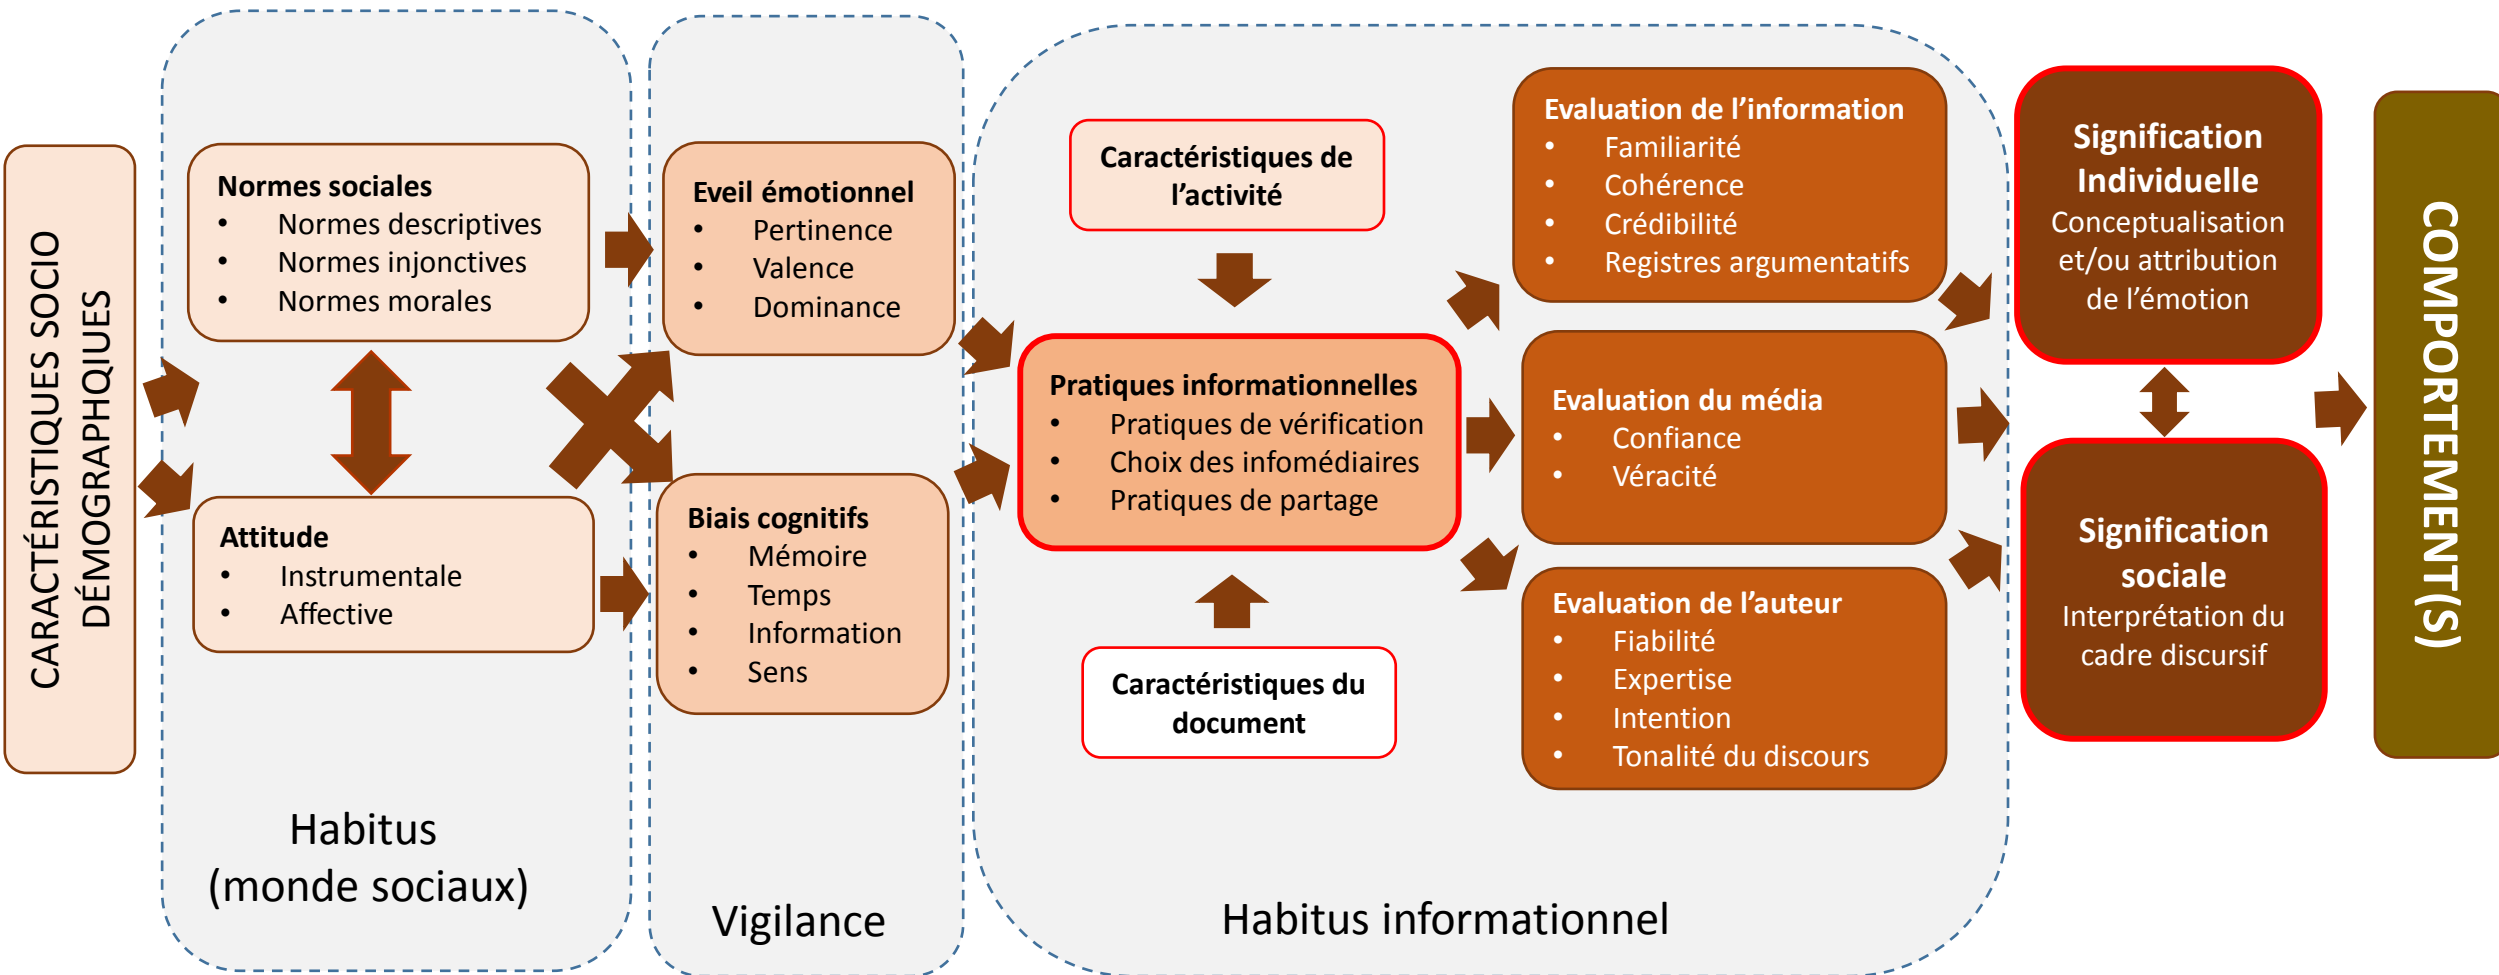 CARACTÉRISTIQUES SOCIO
DÉMOGRAPHQIUES
Normes sociales
• Normes descriptives
• Normes injonctives
• Normes morales
Attitude
• Instrumentale
• Affective
Habitus
(monde sociaux)
Eveil émotionnel
• Pertinence
• Valence
• Dominance
Biais cognitifs
• Mémoire
• Temps
• Information
• Sens
Vigilance
Caractéristiques de
l’activité
Pratiques informationnelles
• Pratiques de vérification
• Choix des infomédiaires
• Pratiques de partage
Caractéristiques du
document
Evaluation de l’information
• Familiarité
• Cohérence
• Crédibilité
• Registres argumentatifs
Evaluation du média
• Confiance
• Véracité
Evaluation de l’auteur
• Fiabilité
• Expertise
• Intention
• Tonalité du discours
Habitus informationnel
Signification
Individuelle
Conceptualisation
et/ou attribution
de l’émotion
Signification
sociale
Interprétation du
cadre discursif
COMPORTEMENT(S)